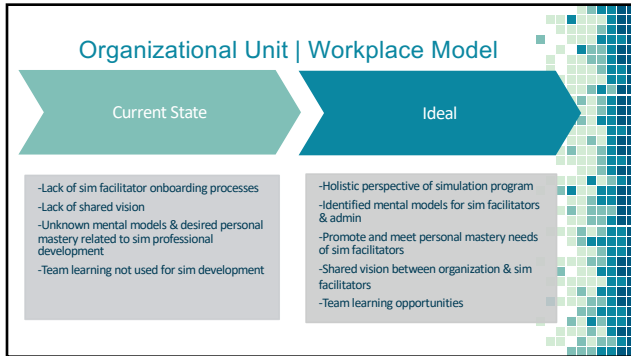 Organizational Unit | Workplace Model
Current State
Ideal
-Lack of sim facilitator onboarding processes
-Lack of shared vision
-Unknown mental models & desired personal
mastery related to sim professional
development
-Team learning not used for sim development
-Holistic perspective of simulation program
-Identified mental models for sim facilitators
& admin
-Promote and meet personal mastery needs
of sim facilitators
-Shared vision between organization & sim
facilitators
-Team learning opportunities